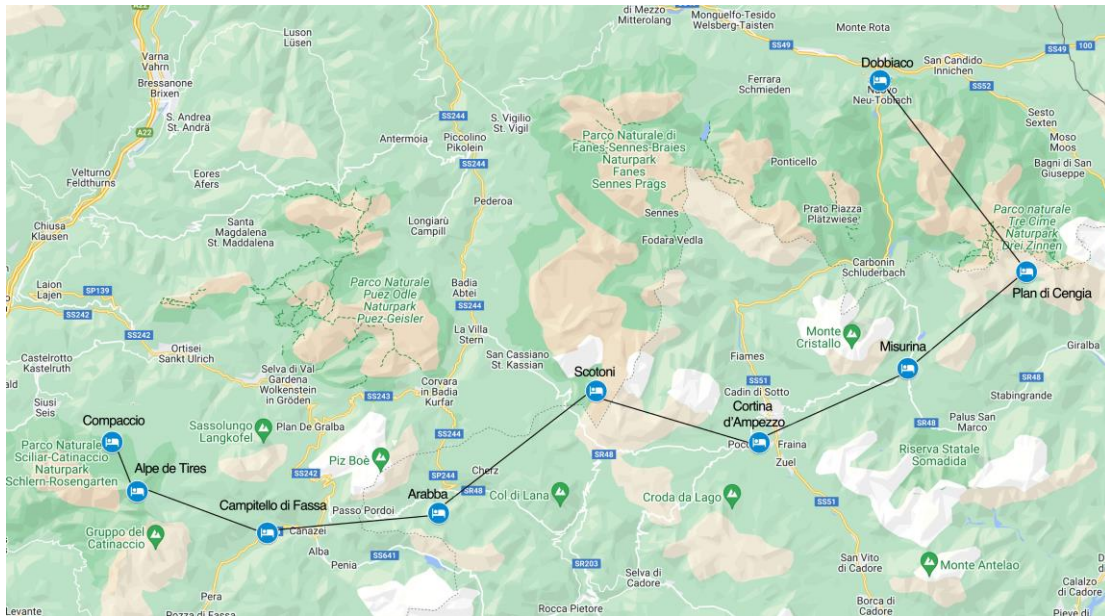 Luson
Lüsen
di Mezzo
Mitterolang
Monguelfo-Tesido
Welsberg-Taisten
Monte Rota
SS49
SS49
100
Varna
Vahrn
Bressanone
Brixen
Dobbiaco
San Candido
Innichen
Nuovo
Neu-Toblach
Ferrara
Schmieden
SS52
S. Andrea
St. Andrä
A22
SS244
S. Vigilio
St. Vigil
Antermoia
Piccolino
Pikolein
Sesto
Sexten
Moso
Moos
Bagni di San
Giuseppe
Parco Naturale di
Fanes-Sennes-Braies
Naturpark
Fanes
Sennes Prags
Ponticello
SS244
Velturno
Feldthurns
Eores
Afers
Pederoa
Chiusa
Klausen
Santa
Magdalena
St. Maddalena
Longiarù
Campill
Sennes
Prato Piazza
Plätzwiese
Parco naturale
Tre Cime
Naturpark
Drei Zinnen
Fodara Vedla
A22
Laion
Lajen
SP139
SS242
Parco Naturale
Puez Odle
Naturpark
Puez-Geisler
Badia
Abtei
SS244
Carbonin
Schluderbach
Plan di Cengia
SS242
Ortisei
Sankt Ulrich
La Villa
Stern
Monte
Cristallo
Misurina
Giralba
Castelrotto
Kastelruth
ald
Selva di Val
Gardena
Wolkenstein
in Gröden
San Cassiano
St. Kassian
Scotoni
Fiames
SS51
Cadin di Sotto
SR48
Stabingrande
Siusi
Seis
Corvara
in Badia
Kurfar
SS243
Compaccio
Sassolungo
Langkofel
Plan De Gralba
SS244
Cortina
d'Ampezzo
Palus San
Marco
Parco Naturale
Sciliar-Catinaccio
Naturpark
Schlern-Rosengarten
Piz Boè
SR48
Fraina
Zuel
Riserva Statale
Somadida
Alpe de Tires
SS242
SP244
Cherz
SR48
Arabba
Col di Lana
Croda da Lago
SS51
Campitello di Fassa
Passo Pordoi
Gruppo del
Catinaccio
Canazei
Alba
Penia
SS641
SR203
Selva di
Cadore
San Vito
di Cadore
Monte Antelao
Calalzo
di Cadore
Pera
Pozza di Fassa
Levante
Rocca Pietore
Borca di
Cadore
Pieve di